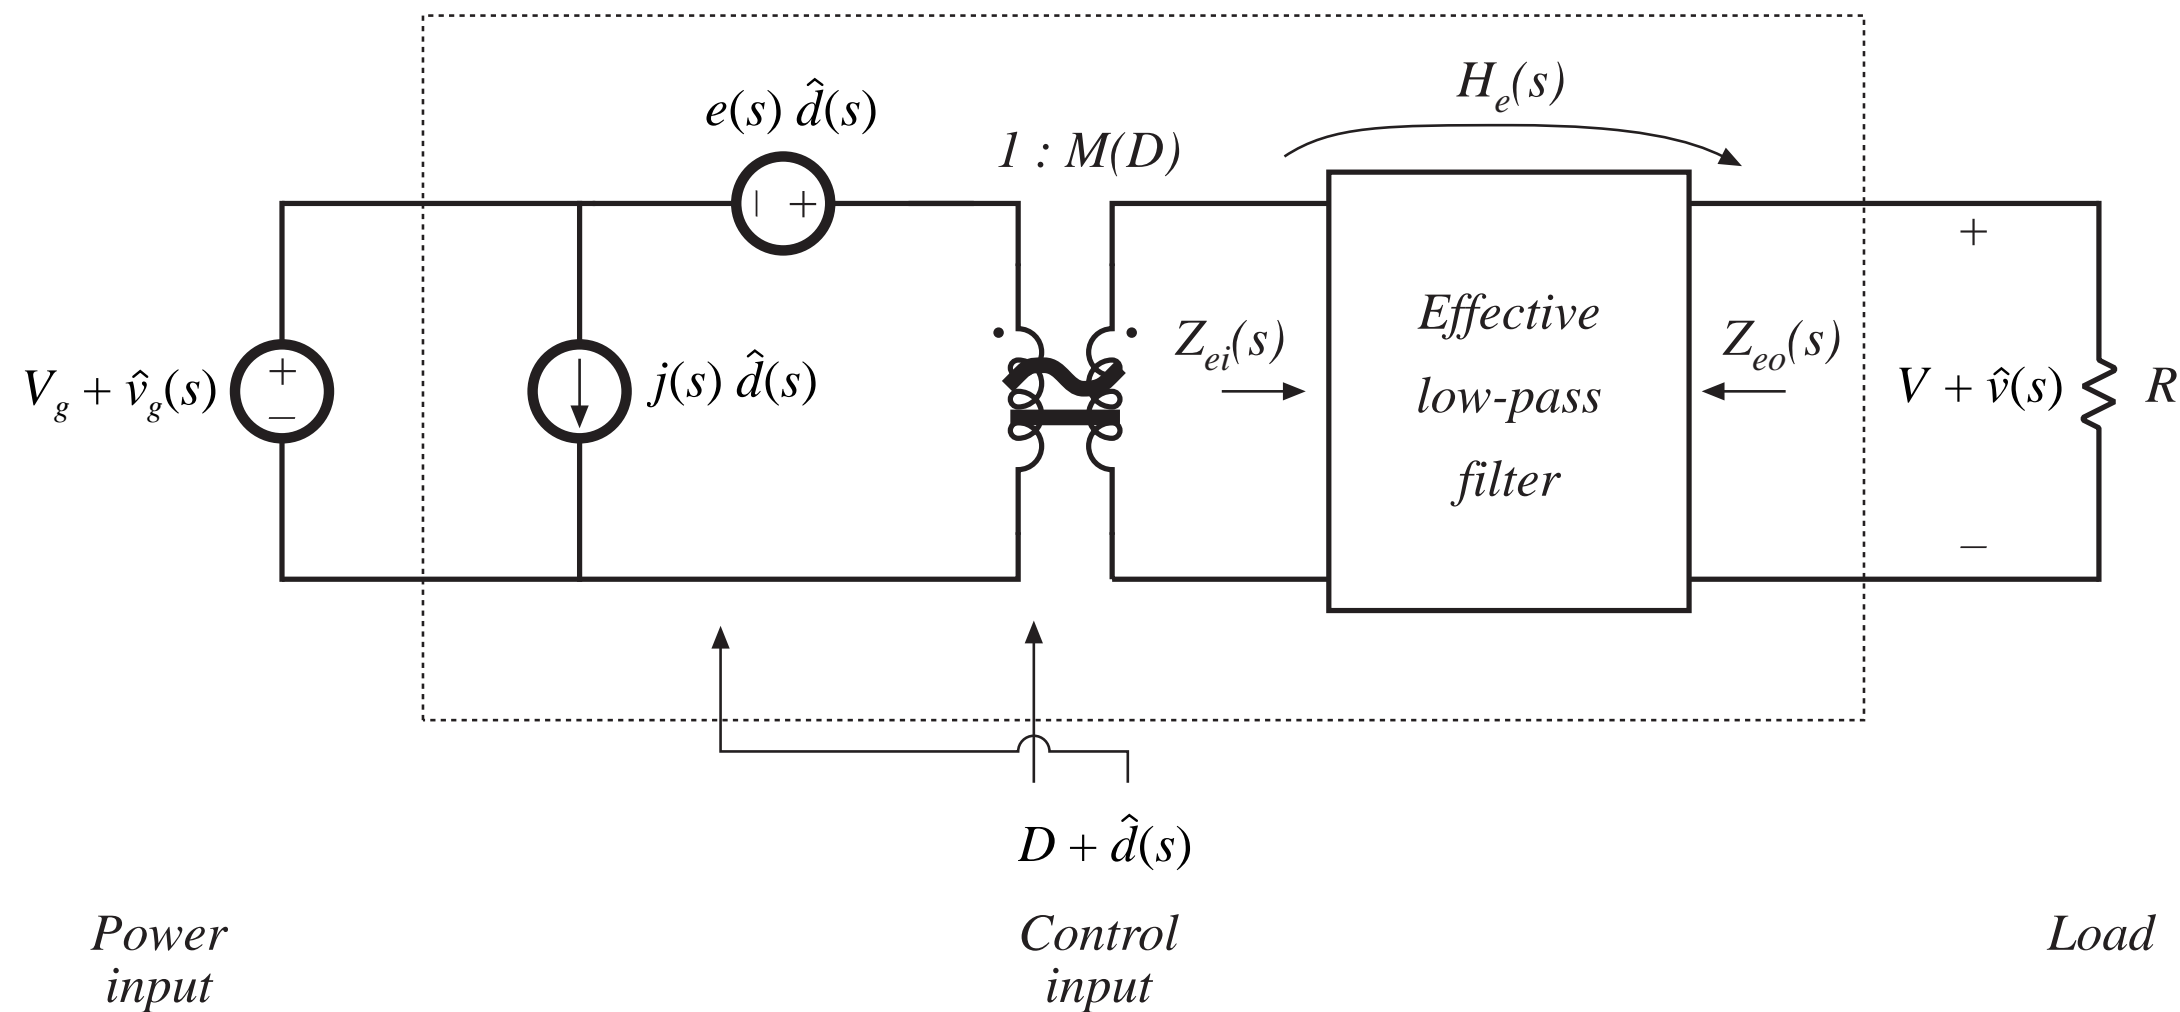 H_e(s)
e(s) d̂(s)
1 : M(D)
− +
+
Effective
low-pass
filter
Z_ei(s)
Z_eo(s)
V_g + v̂_g(s)
+
−
j(s) d̂(s)
V + v̂(s)
R
−
D + d̂(s)
Power
input
Control
input
Load